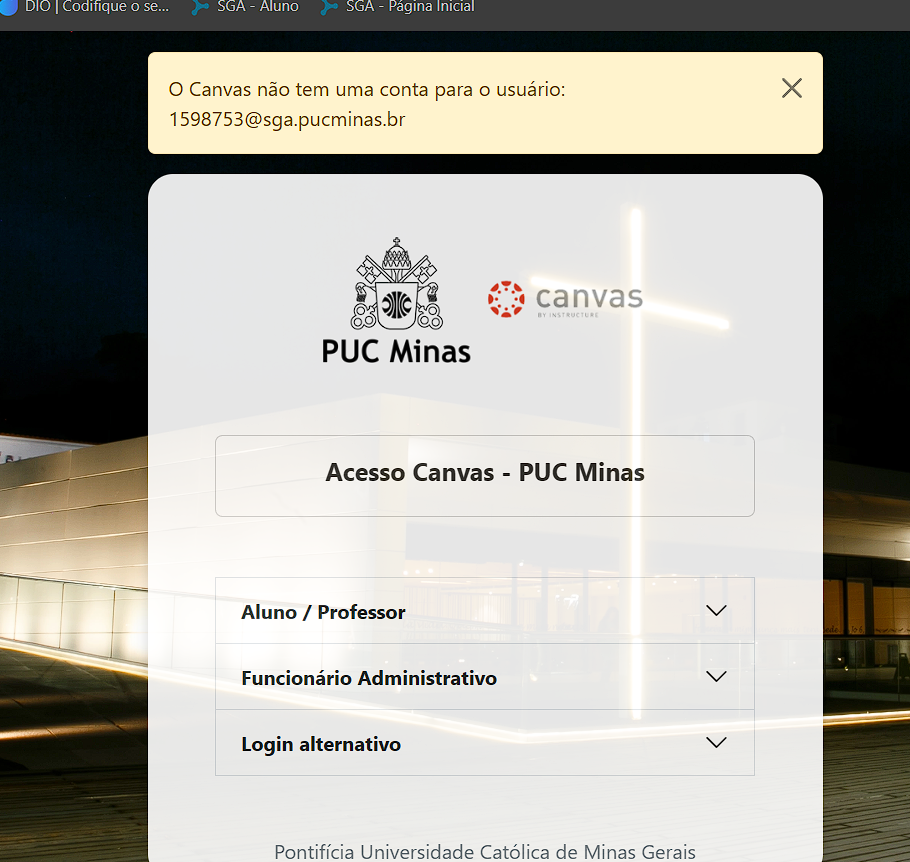 DIO | Codifique o se...
SGA - Aluno
SGA - Página Inicial
O Canvas não tem uma conta para o usuário:
1598753@sga.pucminas.br
PUC Minas
canvas
BY INSTRUCTURE
Acesso Canvas - PUC Minas
Aluno / Professor
Funcionário Administrativo
Login alternativo
Pontifícia Universidade Católica de Minas Gerais